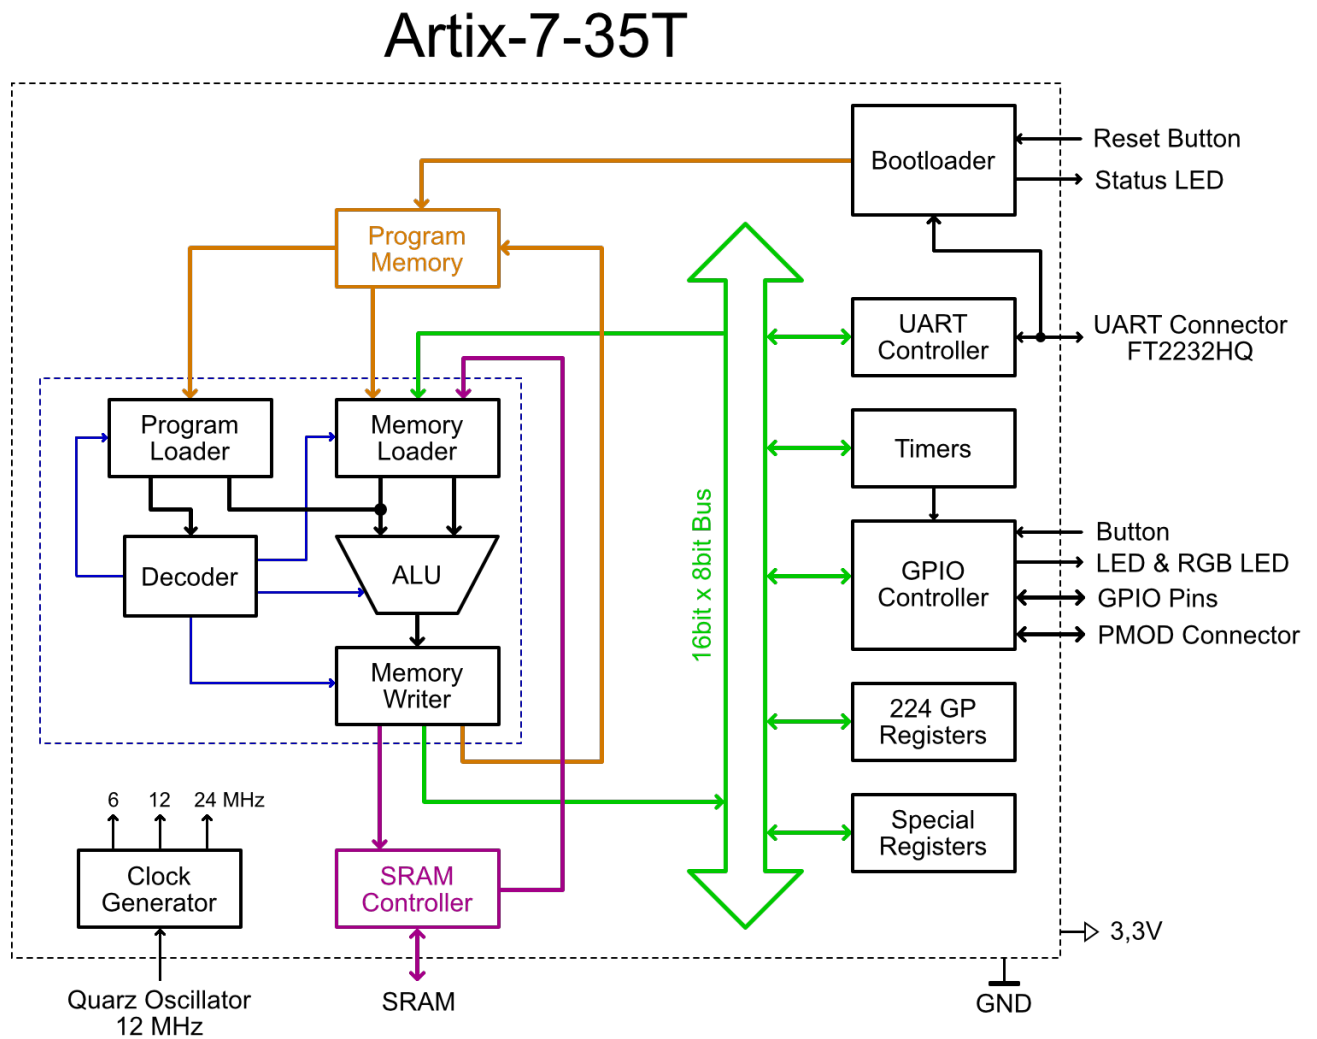 Artix-7-35T
Bootloader
Reset Button
Status LED
Program
Memory
UART
Controller
UART Connector
FT2232HQ
Program
Loader
Memory
Loader
Timers
16bit x 8bit Bus
Decoder
ALU
GPIO
Controller
Button
LED & RGB LED
GPIO Pins
PMOD Connector
Memory
Writer
224 GP
Registers
6 12 24 MHz
Special
Registers
Clock
Generator
SRAM
Controller
3,3V
Quarz Oscillator
12 MHz
SRAM
GND